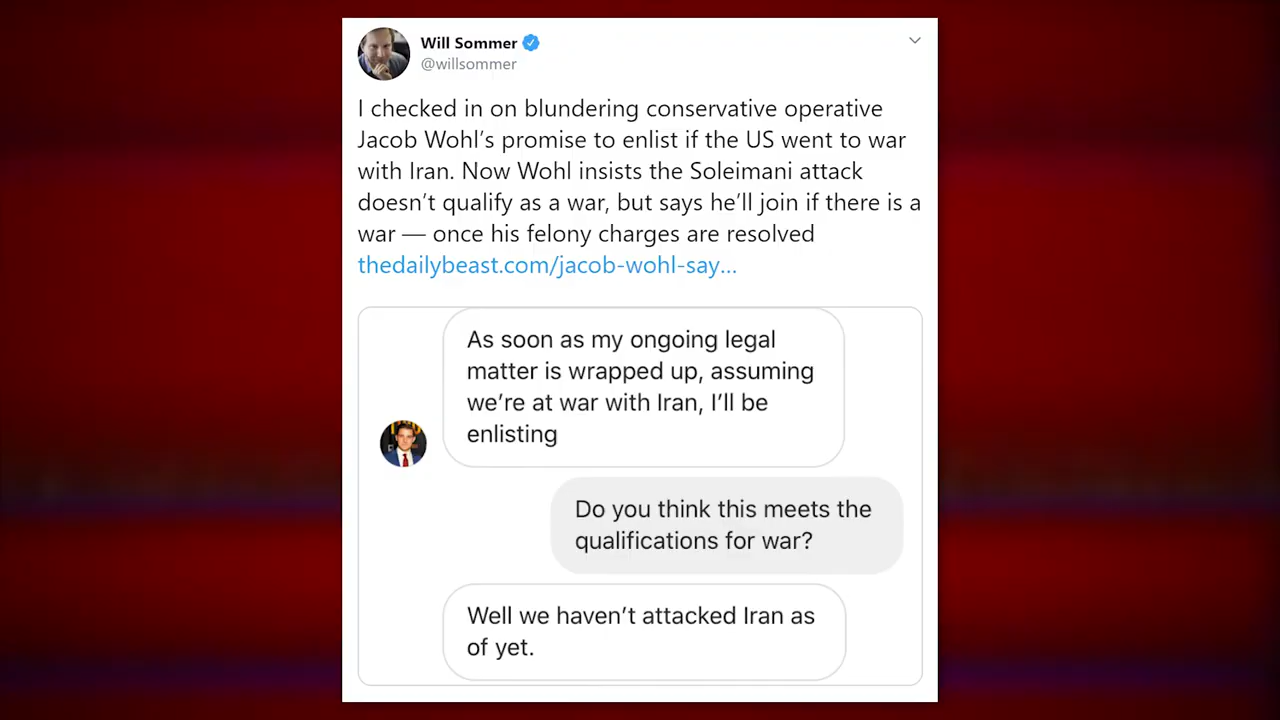 Will Sommer
@willsommer
I checked in on blundering conservative operative
Jacob Wohl’s promise to enlist if the US went to war
with Iran. Now Wohl insists the Soleimani attack
doesn’t qualify as a war, but says he’ll join if there is a
war — once his felony charges are resolved
thedailybeast.com/jacob-wohl-say…
As soon as my ongoing legal
matter is wrapped up, assuming
we’re at war with Iran, I’ll be
enlisting
Do you think this meets the
qualifications for war?
Well we haven’t attacked Iran as
of yet.